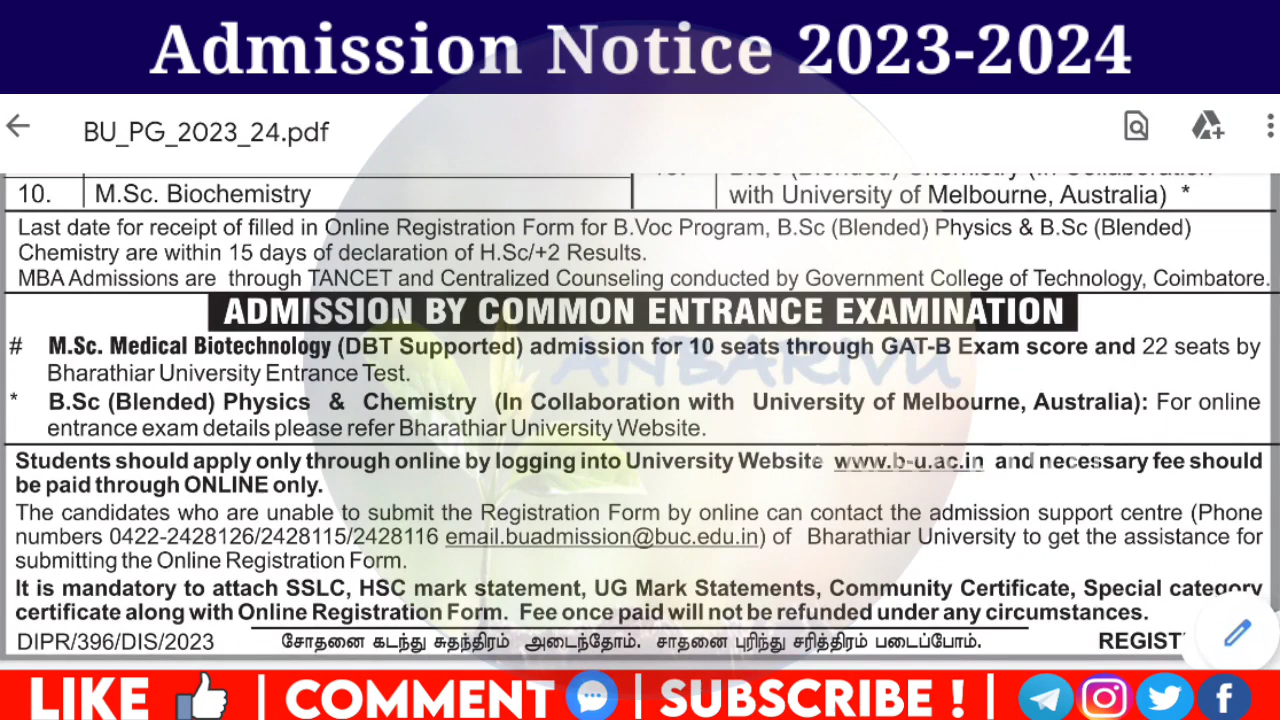 Admission Notice 2023-2024
BU_PG_2023_24.pdf
B.Sc (Blended) Chemistry (In Collaboration
10. M.Sc. Biochemistry with University of Melbourne, Australia) *
Last date for receipt of filled in Online Registration Form for B.Voc Program, B.Sc (Blended) Physics & B.Sc (Blended)
Chemistry are within 15 days of declaration of H.Sc/+2 Results.
MBA Admissions are through TANCET and Centralized Counseling conducted by Government College of Technology, Coimbatore.
ADMISSION BY COMMON ENTRANCE EXAMINATION
# M.Sc. Medical Biotechnology (DBT Supported) admission for 10 seats through GAT-B Exam score and 22 seats by
Bharathiar University Entrance Test.
* B.Sc (Blended) Physics & Chemistry (In Collaboration with University of Melbourne, Australia): For online
entrance exam details please refer Bharathiar University Website.
ANBARIVU
Students should apply only through online by logging into University Website www.b-u.ac.in and necessary fee should
be paid through ONLINE only.
The candidates who are unable to submit the Registration Form by online can contact the admission support centre (Phone
numbers 0422-2428126/2428115/2428116 email.buadmission@buc.edu.in) of Bharathiar University to get the assistance for
submitting the Online Registration Form.
It is mandatory to attach SSLC, HSC mark statement, UG Mark Statements, Community Certificate, Special category
certificate along with Online Registration Form. Fee once paid will not be refunded under any circumstances.
DIPR/396/DIS/2023 சோதனை கடந்து சுதந்திரம் அடைந்தோம். சாதனை புரிந்து சரித்திரம் படைப்போம். REGIST
LIKE | COMMENT | SUBSCRIBE ! |